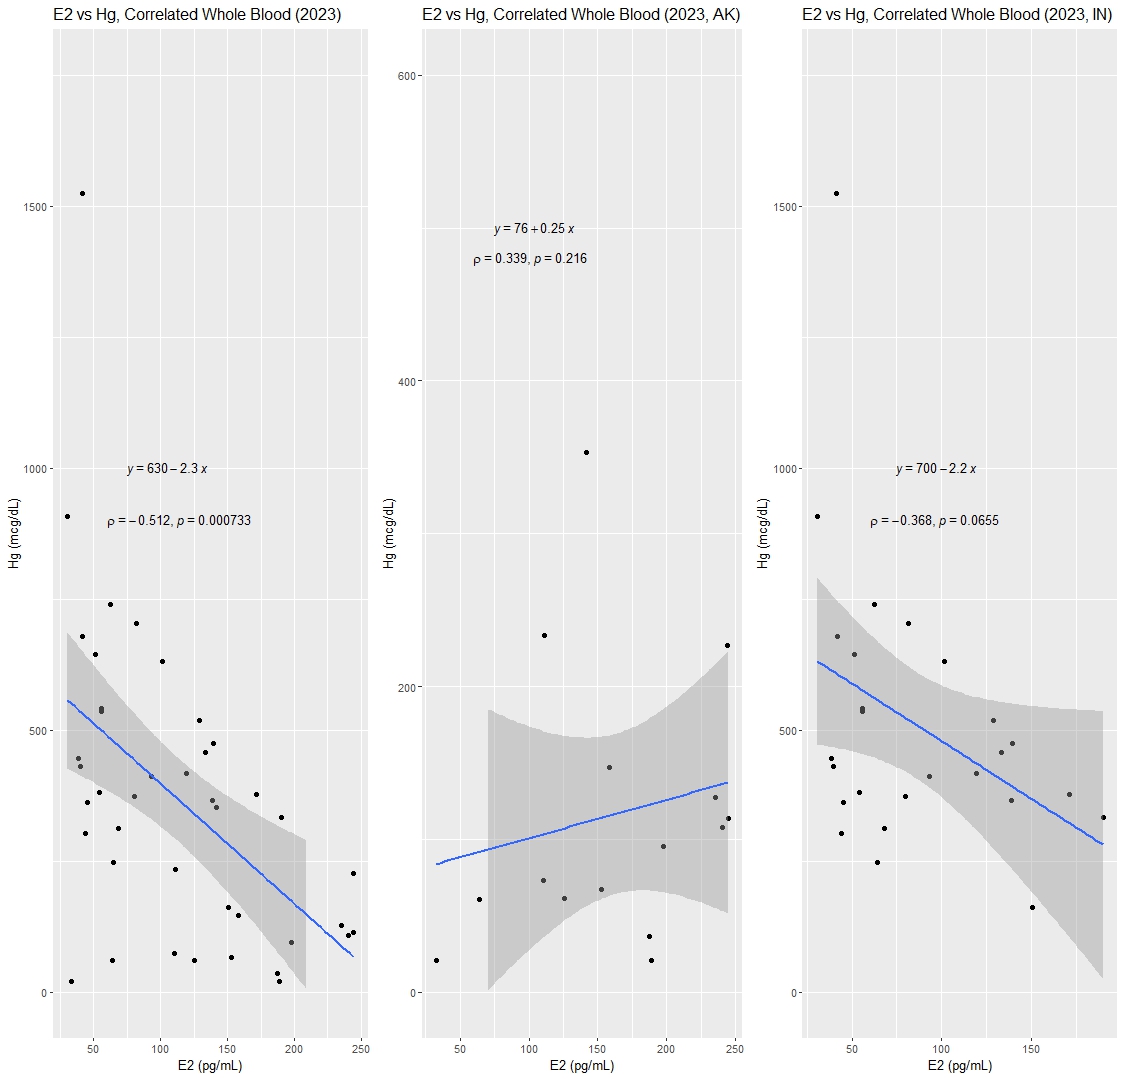 E2 vs Hg, Correlated Whole Blood (2023)
Hg (mcg/dL)
1500
1000
500
0
y = 630 − 2.3 x
ρ = −0.512, p = 0.000733
50 100 150 200 250
E2 (pg/mL)
E2 vs Hg, Correlated Whole Blood (2023, AK)
Hg (mcg/dL)
600
400
200
0
y = 76 + 0.25 x
ρ = 0.339, p = 0.216
50 100 150 200 250
E2 (pg/mL)
E2 vs Hg, Correlated Whole Blood (2023, IN)
Hg (mcg/dL)
1500
1000
500
0
y = 700 − 2.2 x
ρ = −0.368, p = 0.0655
50 100 150
E2 (pg/mL)